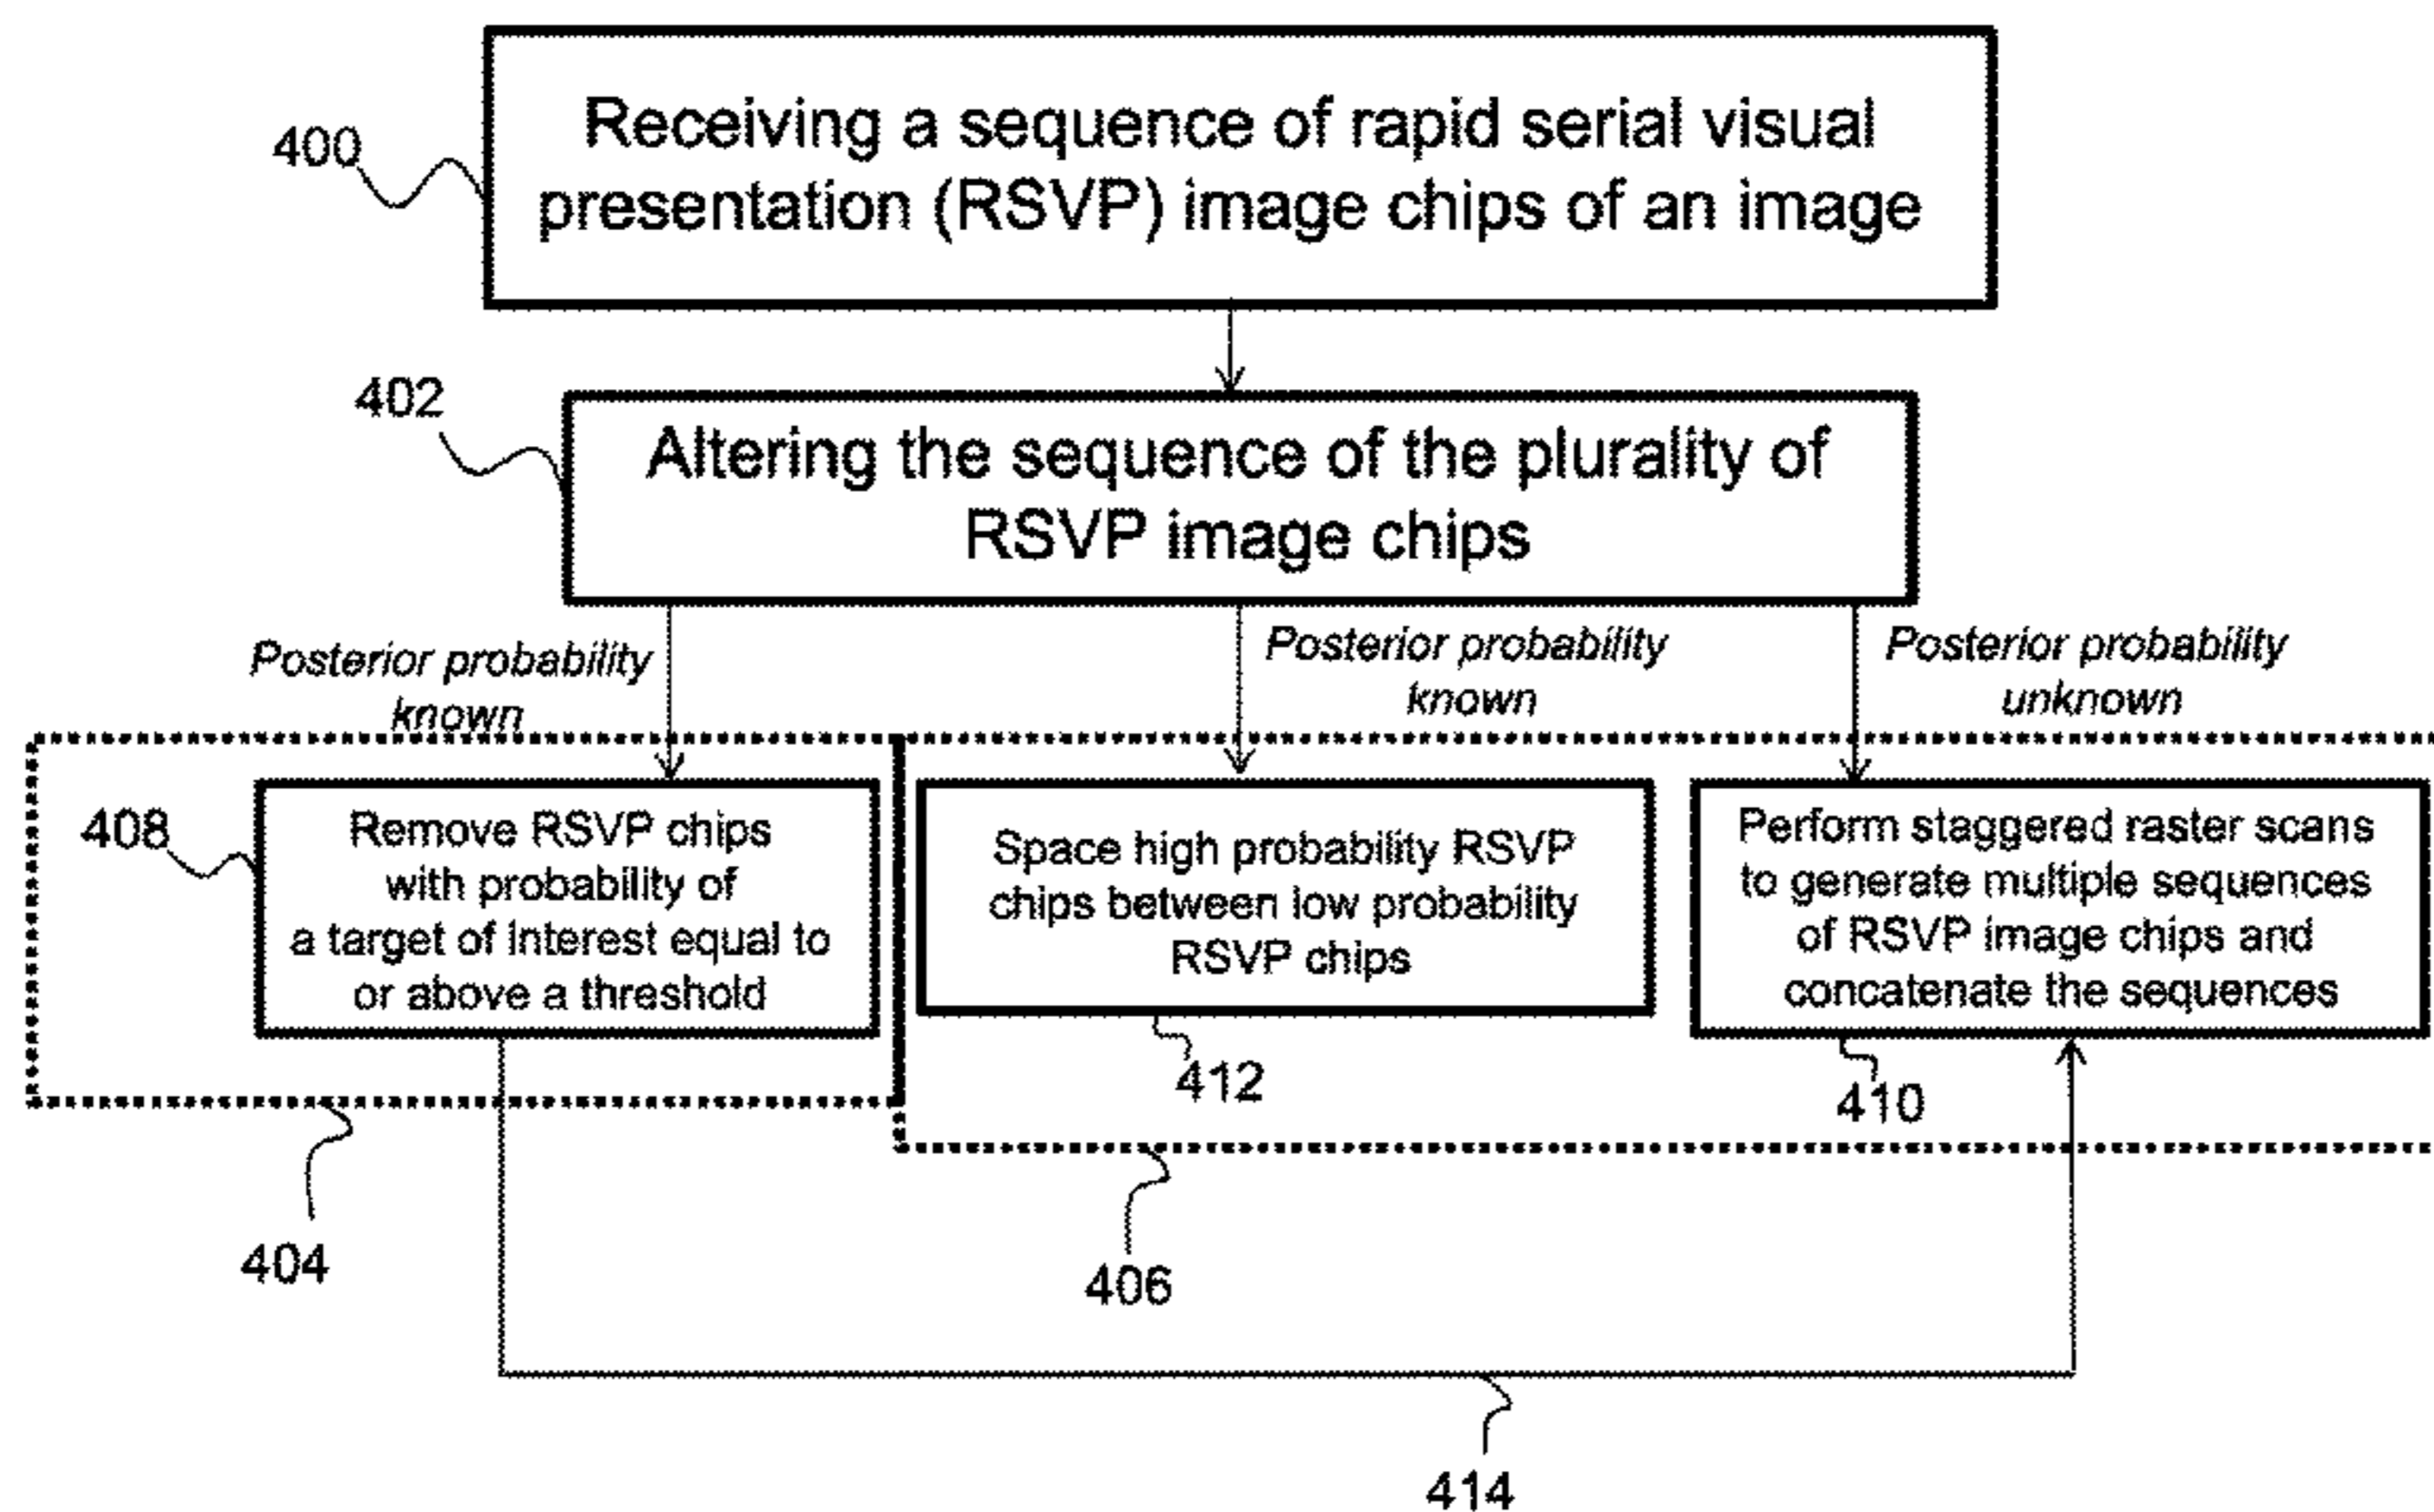 Receiving a sequence of rapid serial visual
presentation (RSVP) image chips of an image
400
402
Altering the sequence of the plurality of
RSVP image chips
Posterior probability
known
Posterior probability
known
Posterior probability
unknown
408
Remove RSVP chips
with probability of
a target of Interest equal to
or above a threshold
Space high probability RSVP
chips between low probability
RSVP chips
Perform staggered raster scans
to generate multiple sequences
of RSVP image chips and
concatenate the sequences
412
410
404
406
414